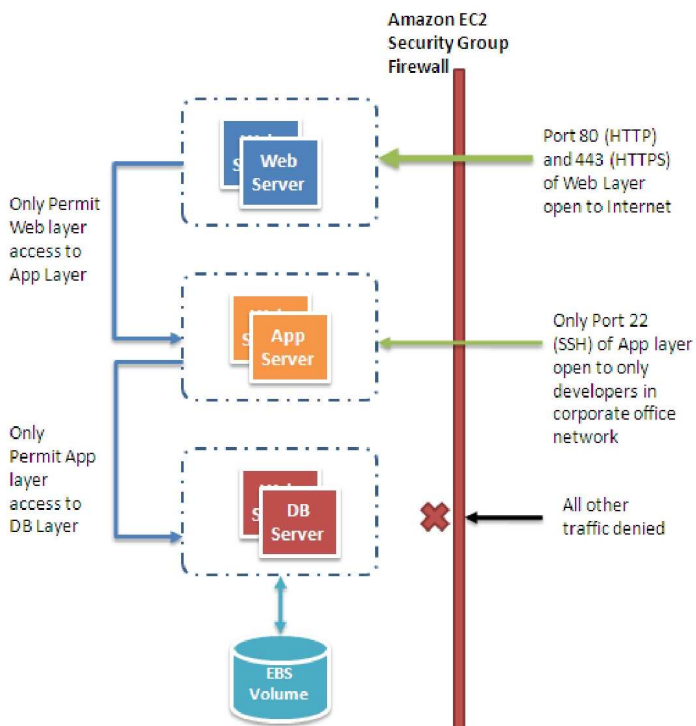 Amazon EC2
Security Group
Firewall
Web
Server
Port 80 (HTTP)
and 443 (HTTPS)
of Web Layer
open to Internet
Only Permit
Web layer
access to
App Layer
App
Server
Only Port 22
(SSH) of App layer
open to only
developers in
corporate office
network
Only
Permit App
layer
access to
DB Layer
DB
Server
All other
traffic denied
EBS
Volume